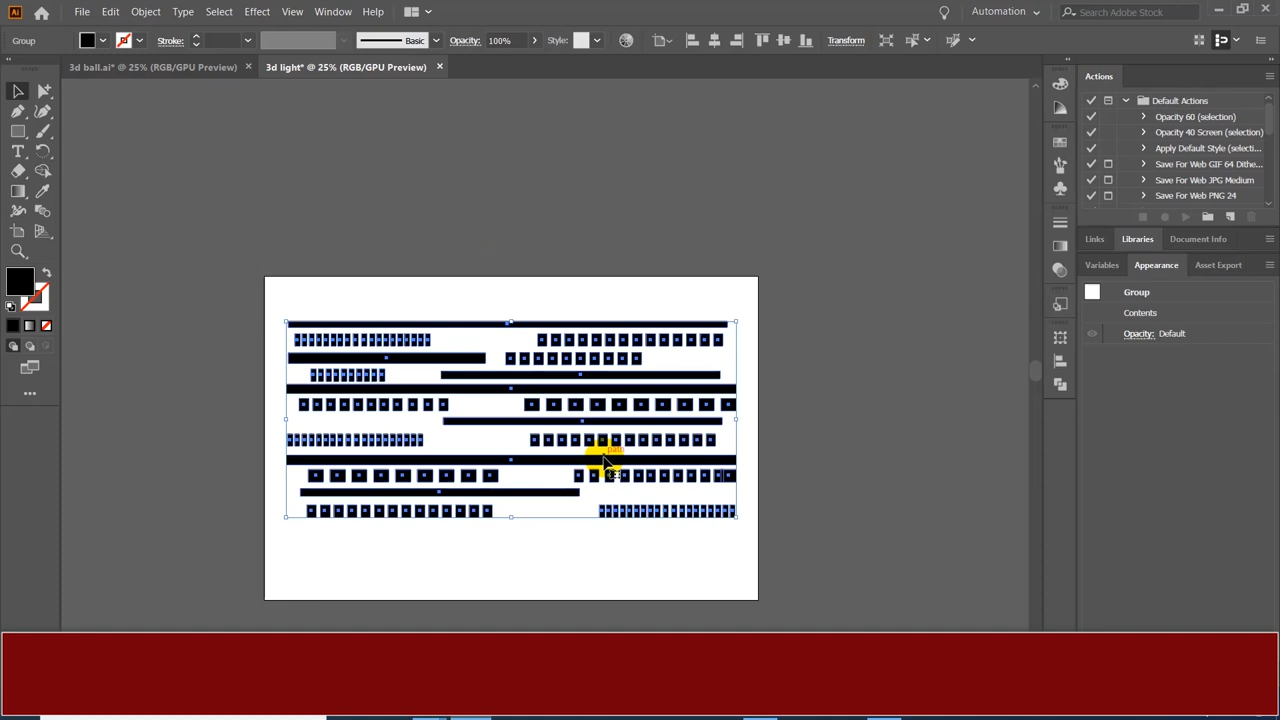 Ai File Edit Object Type Select Effect View Window Help Automation Search Adobe Stock
Group Stroke: Basic Opacity: 100% Style: Transform
3d ball.ai* @ 25% (RGB/GPU Preview) 3d light* @ 25% (RGB/GPU Preview)
Actions
Default Actions
Opacity 60 (selection)
Opacity 40 Screen (selection)
Apply Default Style (selecti...
Save For Web GIF 64 Dithe...
Save For Web JPG Medium
Save For Web PNG 24
Links Libraries Document Info
Variables Appearance Asset Export
Group
Contents
Opacity: Default
path